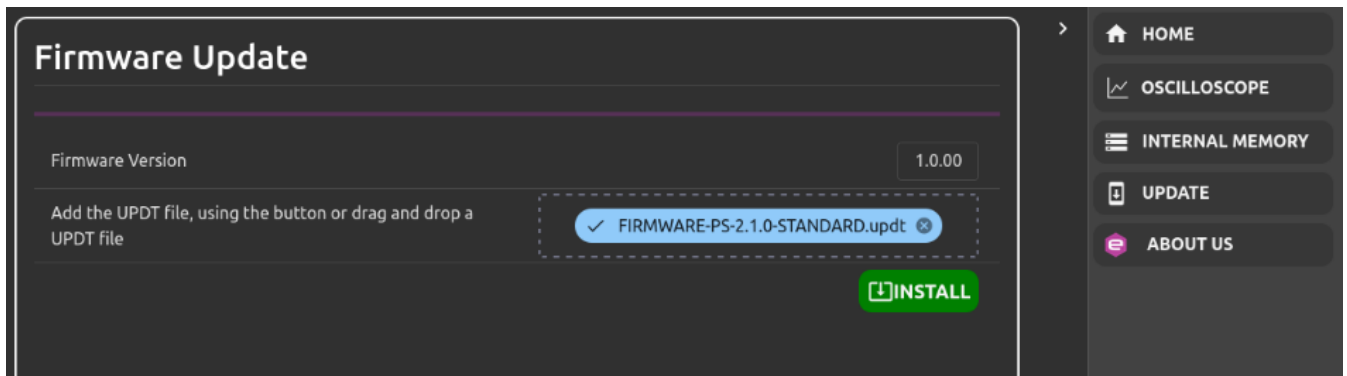 Firmware Update
Firmware Version
1.0.00
Add the UPDT file, using the button or drag and drop a
UPDT file
FIRMWARE-PS-2.1.0-STANDARD.updt
INSTALL
HOME
OSCILLOSCOPE
INTERNAL MEMORY
UPDATE
e ABOUT US